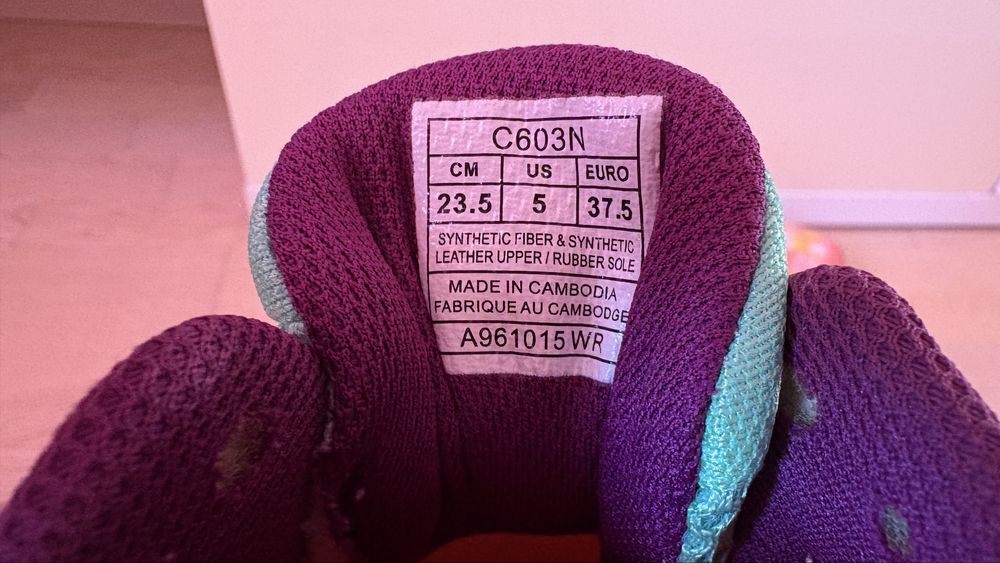 C603N
CM US EURO
23.5 5 37.5
SYNTHETIC FIBER & SYNTHETIC
LEATHER UPPER / RUBBER SOLE
MADE IN CAMBODIA
FABRIQUE AU CAMBODGE
A961015 WR